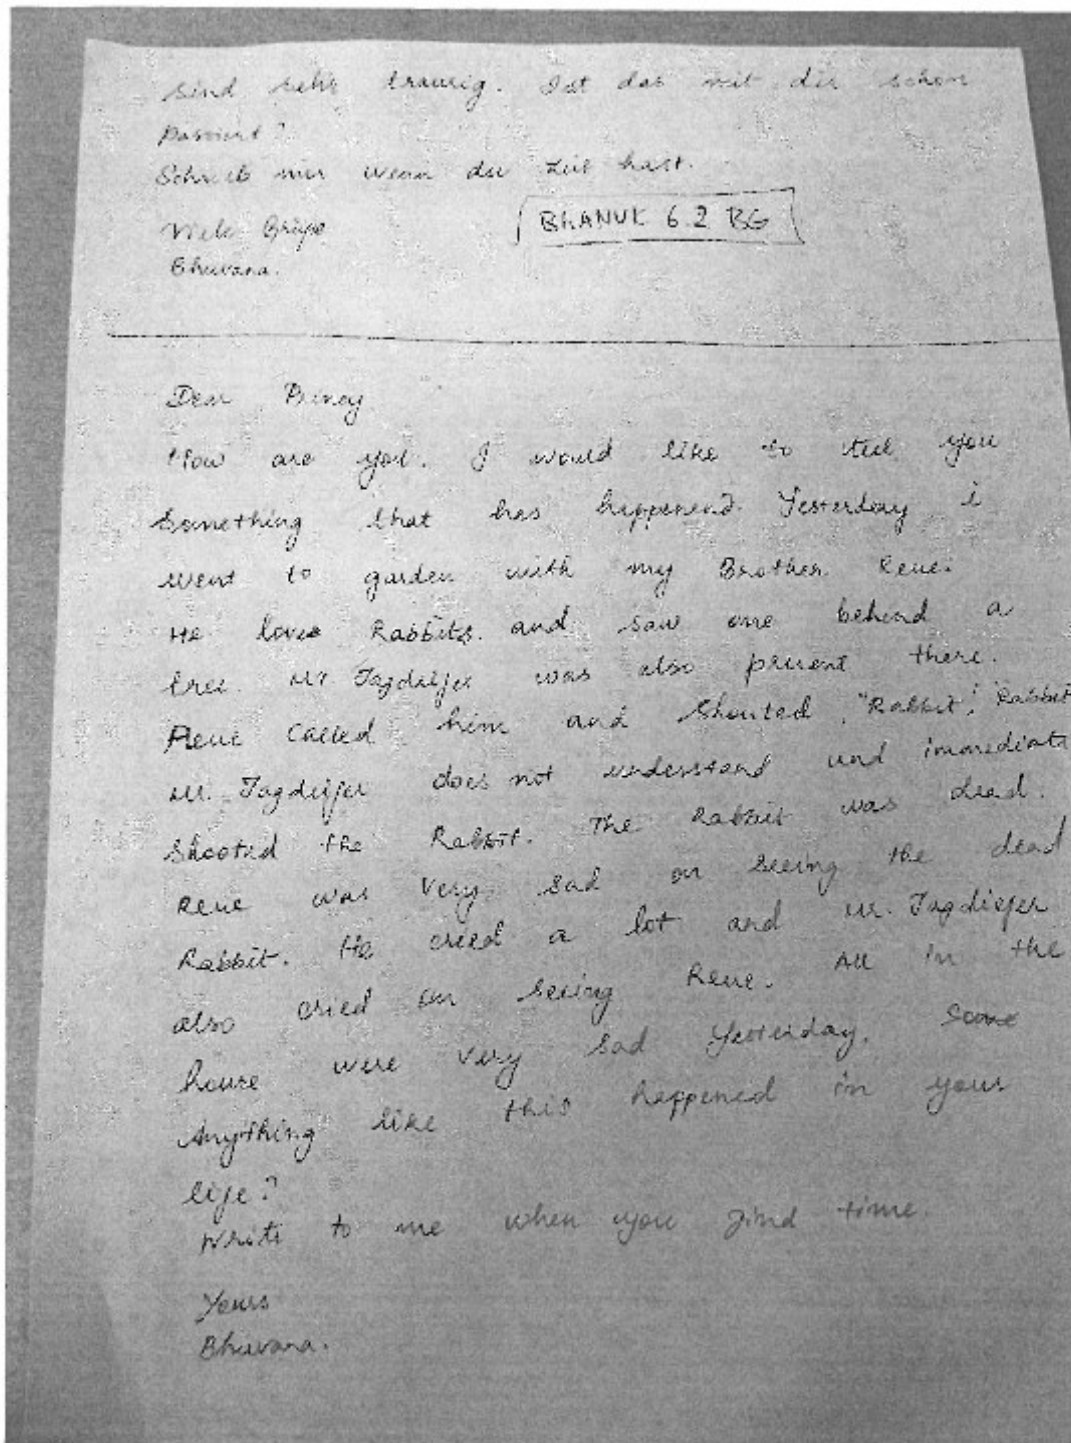 sind sehr traurig. Ist das mit dir schon
passiert?
Schreib mir wenn du Zeit hast.
Viele Grüße
Bhuvana.
BHANUK 6.2 BG
Dear
How are you. I would like to tell you
something that has happened. Yesterday i
went to garden with my Brother Rene.
He loves Rabbits. and saw one behind a
tree. Mr Jagdeifer was also present there.
Rene called him and shouted, "Rabbit", "Rabbit
Mr. Jagdeifer does not understand und immediate
shooted the Rabbit. The Rabbit was dead.
Rene was very sad on seeing the dead
Rabbit. He cried a lot and Mr. Jagdiefer
also cried on seeing Rene. All in the
house were very sad yesterday. Some
Anything like this happened in your
life?
Write to me when you find time.
Yours
Bhuvana.